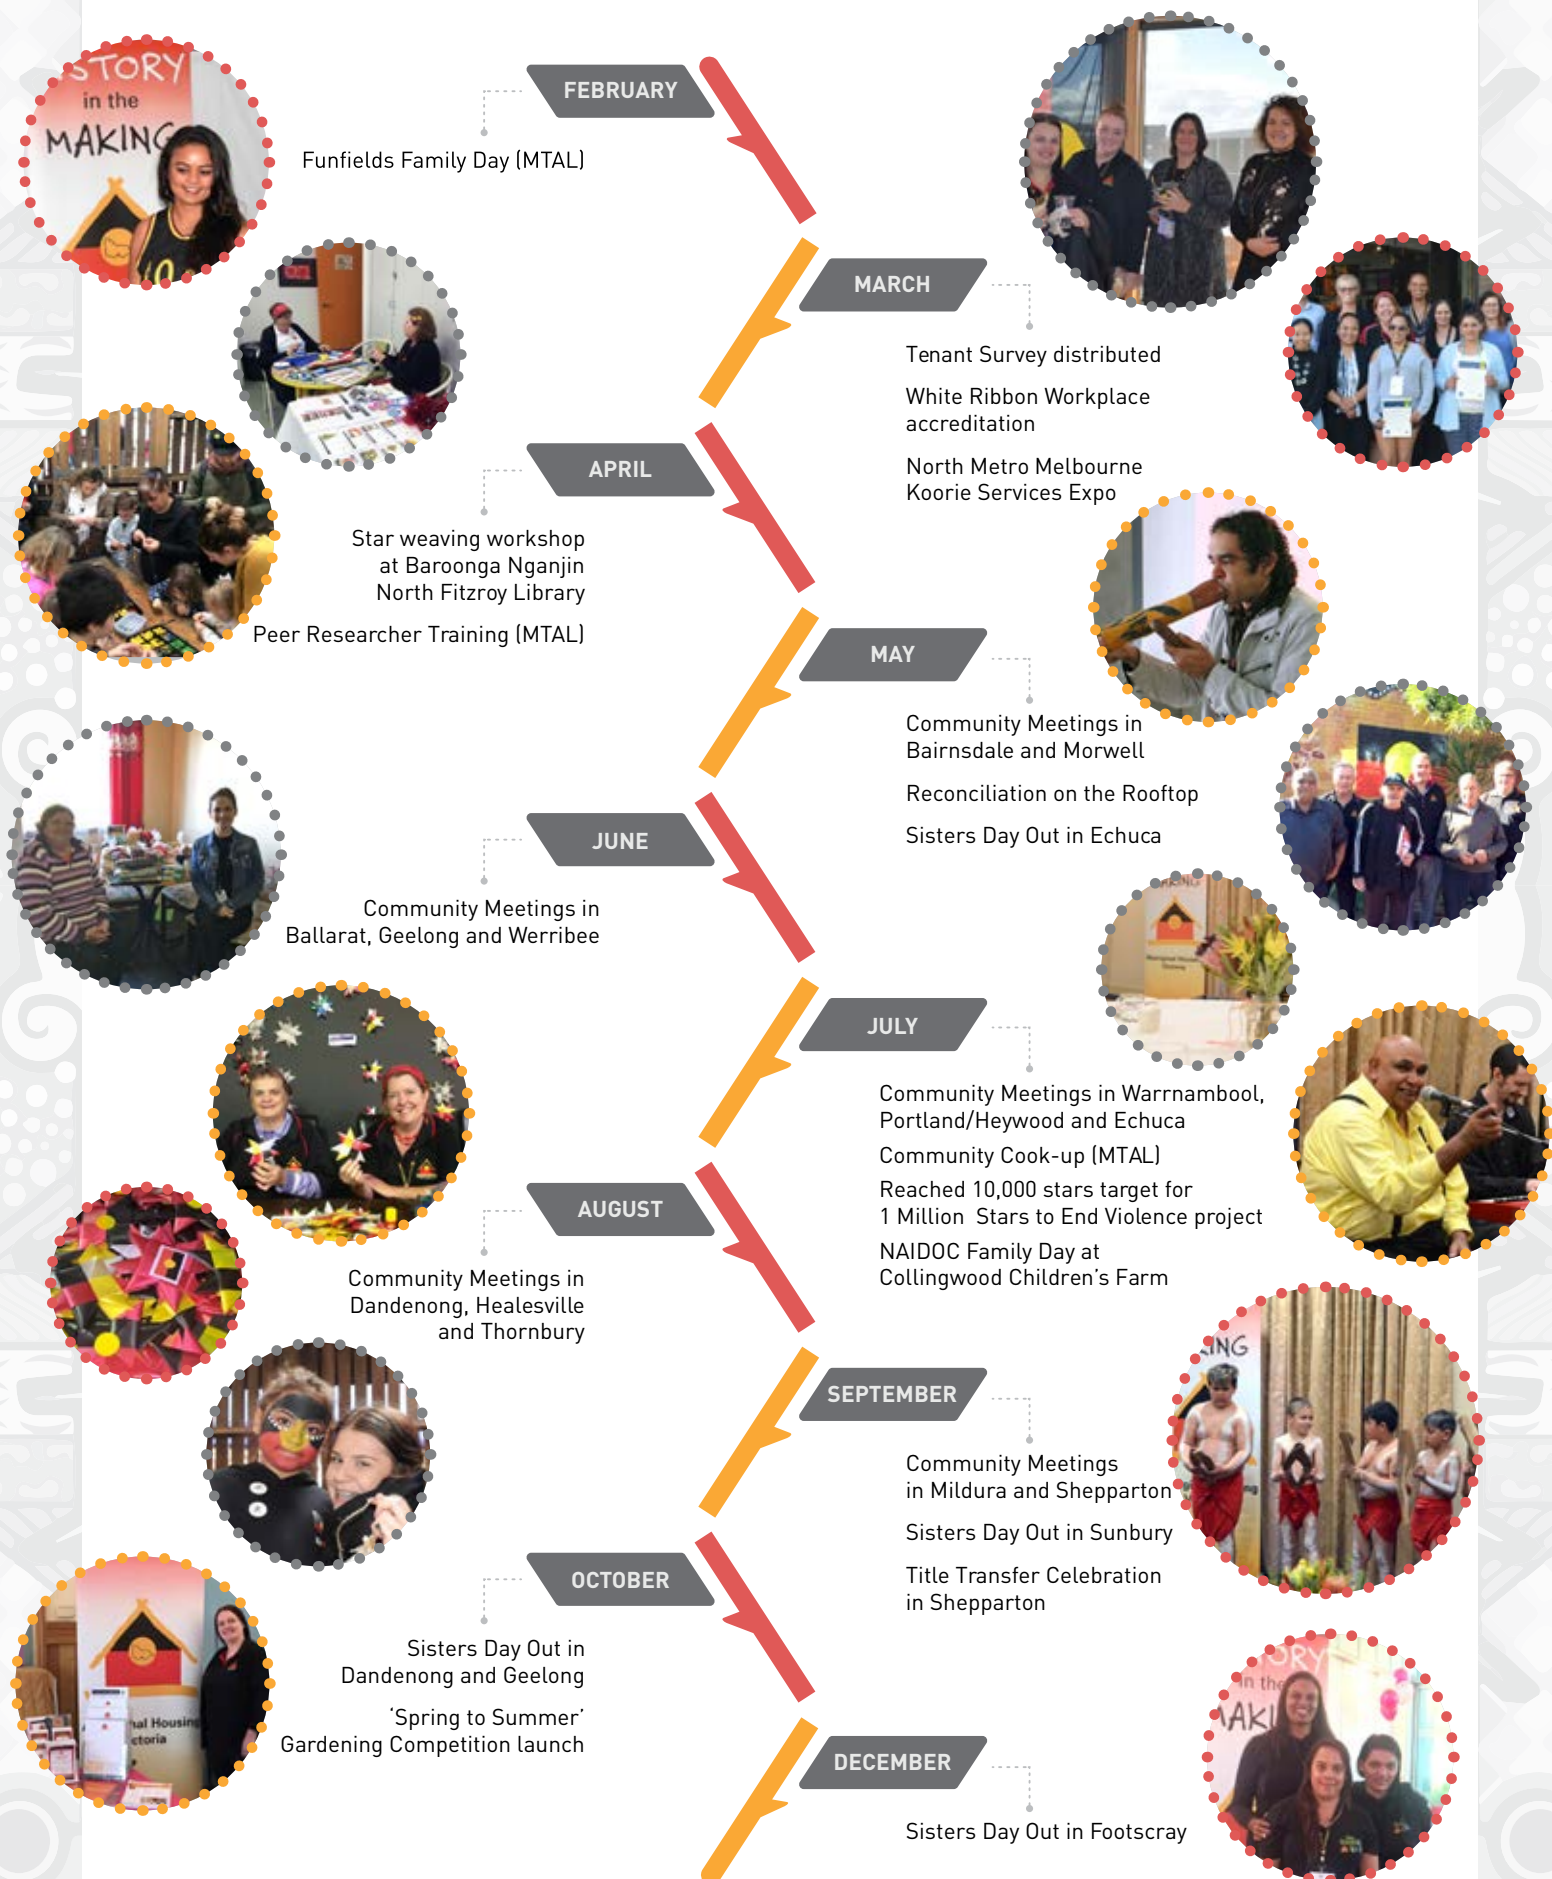 STORY
in the
MAKING
FEBRUARY
Funfields Family Day (MTAL)
MARCH
Tenant Survey distributed
White Ribbon Workplace
accreditation
North Metro Melbourne
Koorie Services Expo
APRIL
Star weaving workshop
at Baroonga Nganjin
North Fitzroy Library
Peer Researcher Training (MTAL)
MAY
Community Meetings in
Bairnsdale and Morwell
Reconciliation on the Rooftop
Sisters Day Out in Echuca
JUNE
Community Meetings in
Ballarat, Geelong and Werribee
JULY
Community Meetings in Warrnambool,
Portland/Heywood and Echuca
Community Cook-up (MTAL)
Reached 10,000 stars target for
1 Million  Stars to End Violence project
NAIDOC Family Day at
Collingwood Children's Farm
AUGUST
Community Meetings in
Dandenong, Healesville
and Thornbury
SEPTEMBER
Community Meetings
in Mildura and Shepparton
Sisters Day Out in Sunbury
Title Transfer Celebration
in Shepparton
OCTOBER
Sisters Day Out in
Dandenong and Geelong
'Spring to Summer'
Gardening Competition launch
nal Housing
ctoria
DECEMBER
Sisters Day Out in Footscray
ORY
in the
AKI